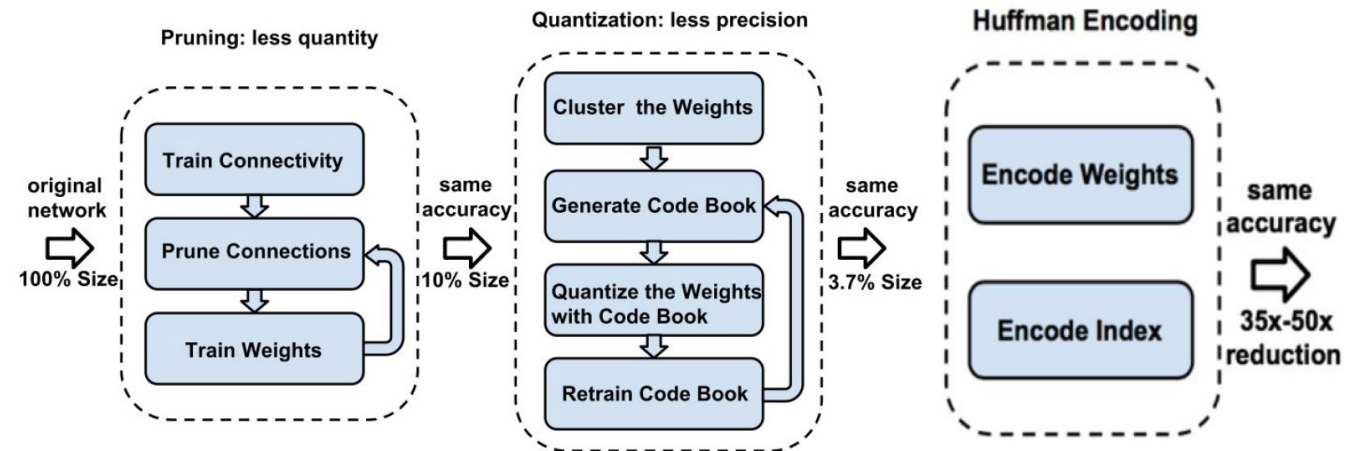 Pruning: less quantity
Quantization: less precision
Huffman Encoding
original
network
100% Size
Train Connectivity
Prune Connections
Train Weights
same
accuracy
10% Size
Cluster the Weights
Generate Code Book
Quantize the Weights
with Code Book
Retrain Code Book
same
accuracy
3.7% Size
Encode Weights
Encode Index
same
accuracy
35x-50x
reduction